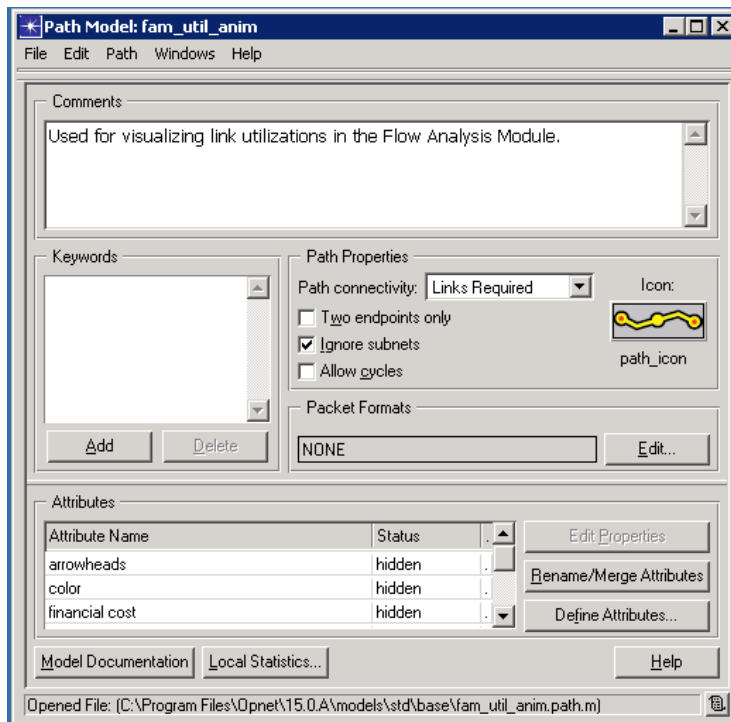 Path Model: fam_util_anim
File Edit Path Windows Help
Comments
Used for visualizing link utilizations in the Flow Analysis Module.
Keywords
Add Delete
Path Properties
Path connectivity: Links Required
Two endpoints only
Ignore subnets
Allow cycles
Icon:
path_icon
Packet Formats
NONE Edit...
Attributes
Attribute Name Status .
arrowheads hidden .
color hidden .
financial cost hidden .
Edit Properties
Rename/Merge Attributes
Define Attributes...
Model Documentation Local Statistics... Help
Opened File: (C:\Program Files\Opnet\15.0.A\models\std\base\fam_util_anim.path.m)